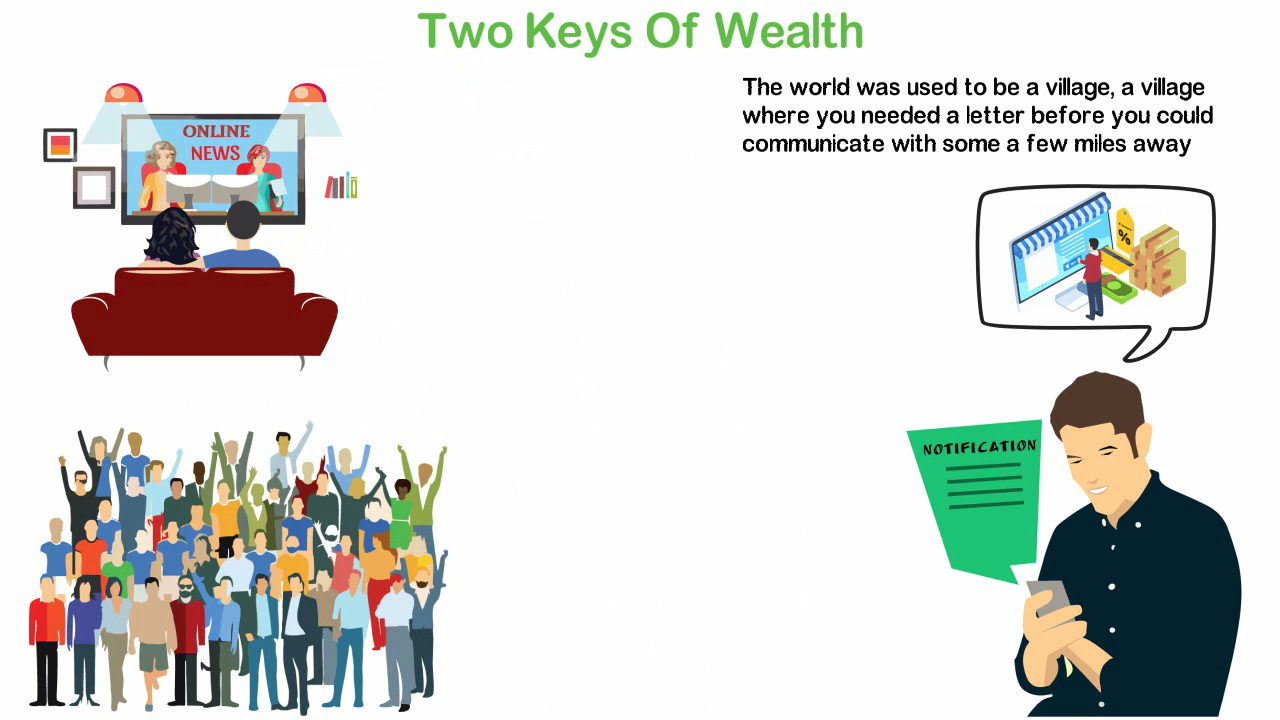 Two Keys Of Wealth
The world was used to be a village, a village
where you needed a letter before you could
communicate with some a few miles away
ONLINE
NEWS
%
NOTIFICATION